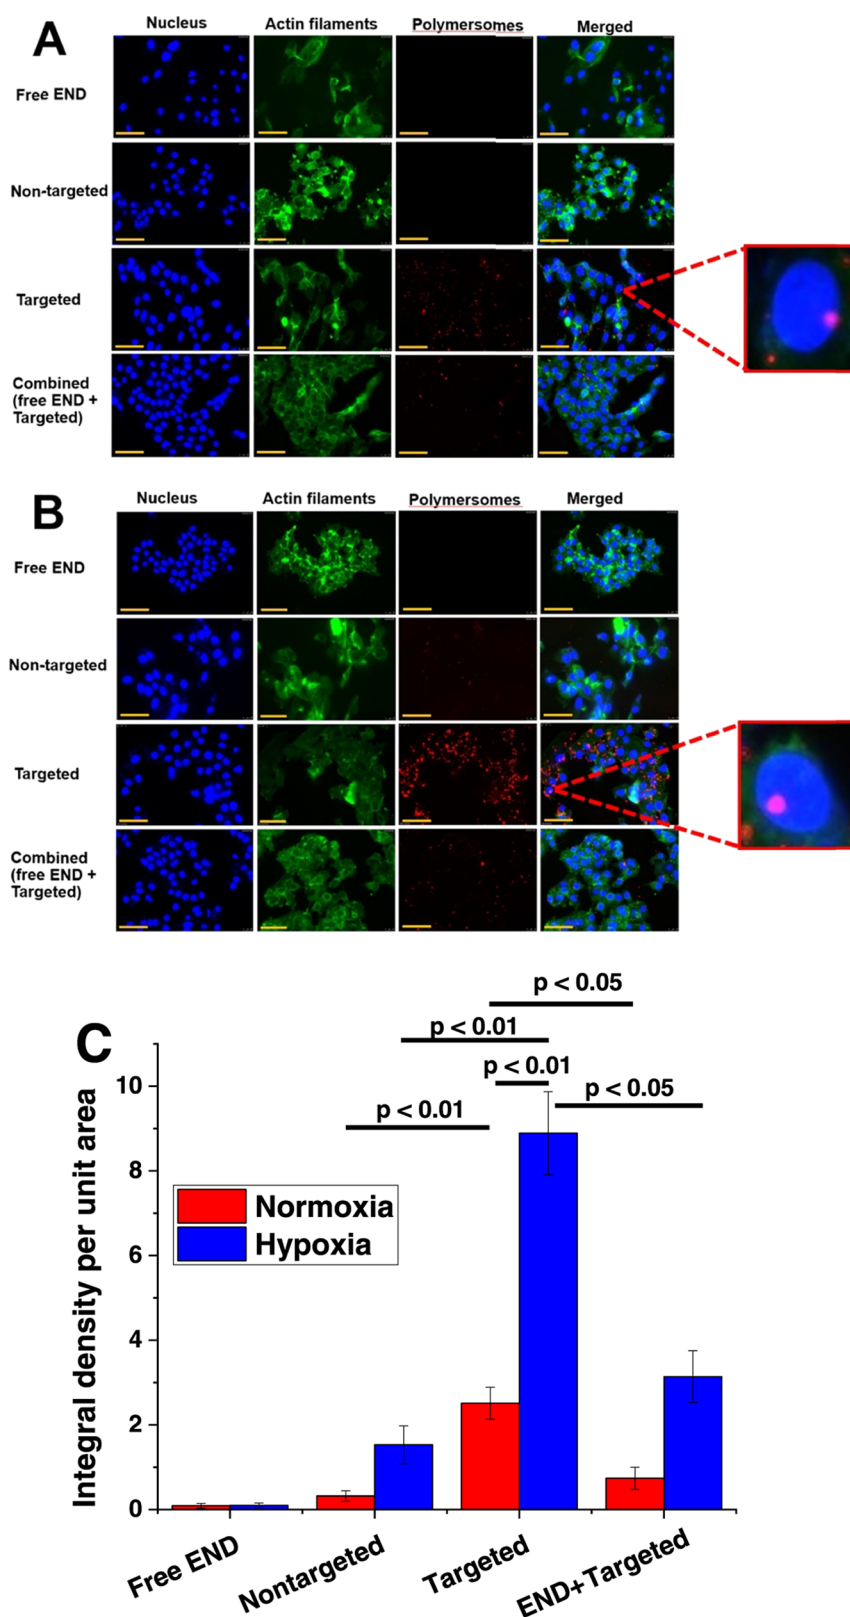 A
Nucleus Actin filaments Polymersomes Merged
Free END
Non-targeted
Targeted
Combined
(free END +
Targeted)
B
Nucleus Actin filaments Polymersomes Merged
Free END
Non-targeted
Targeted
Combined
(free END +
Targeted)
C
p < 0.05
p < 0.01
p < 0.01
p < 0.05
p < 0.01
Integral density per unit area
10
8
6
4
2
0
Normoxia
Hypoxia
Free END
Nontargeted
Targeted
END+Targeted